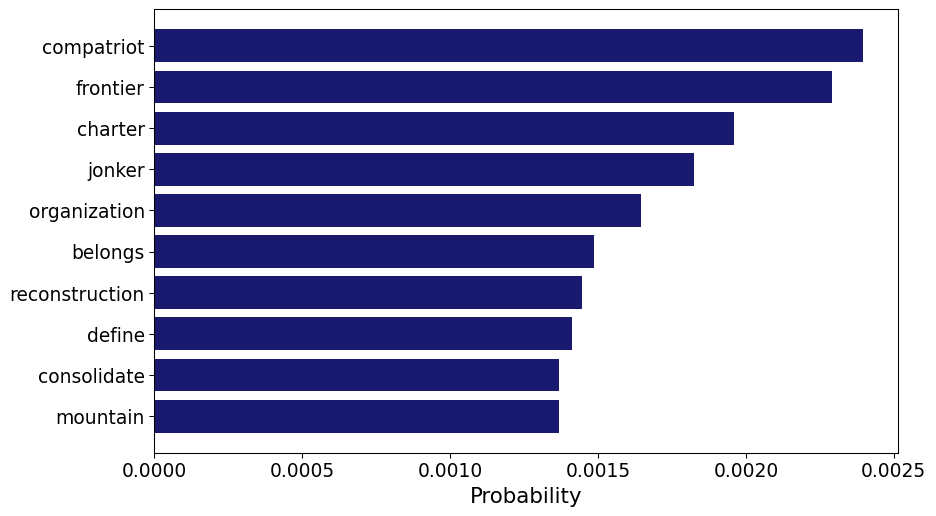 compatriot
frontier
charter
jonker
organization
belongs
reconstruction
define
consolidate
mountain
0.0000 0.0005 0.0010 0.0015 0.0020 0.0025
Probability